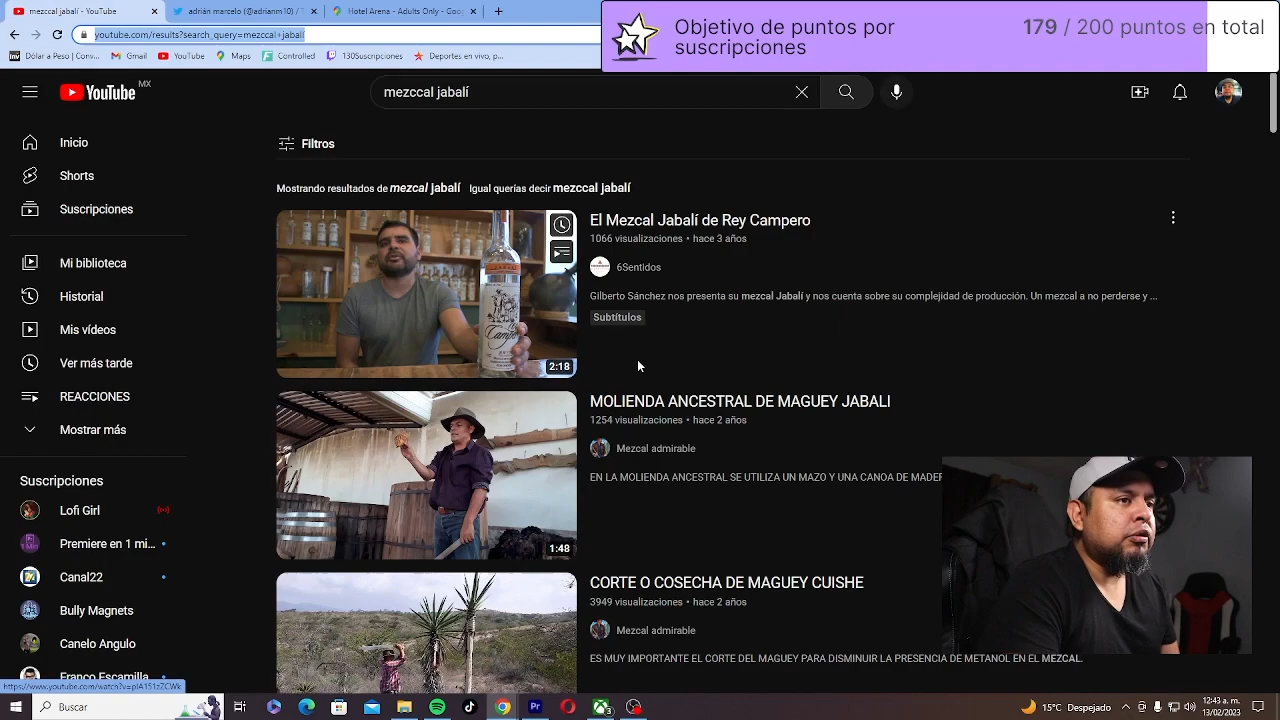 YouTube
adrián morelos (@adrianm10) / T
Hotel Arena - Adults Only - Goog
youtube.com/results?search_query=mezccal+jabalí
Objetivo de puntos por
suscripciones
179 / 200 puntos en total
Dólar a Peso | Conv...
Gmail
YouTube
Maps
Controlled
130Suscripciones
Deportes en vivo, p...
YouTube MX
mezccal jabalí
Filtros
Mostrando resultados de mezcal jabalí Igual querías decir mezccal jabalí
Inicio
Shorts
Suscripciones
Mi biblioteca
Historial
Mis vídeos
Ver más tarde
REACCIONES
Mostrar más
Suscripciones
Lofi Girl
Premiere en 1 mi...
Canal22
Bully Magnets
Canelo Angulo
Franco Escamilla
El Mezcal Jabalí de Rey Campero
1066 visualizaciones • hace 3 años
6Sentidos
Gilberto Sánchez nos presenta su mezcal Jabalí y nos cuenta sobre su complejidad de producción. Un mezcal a no perderse y ...
Subtítulos
2:18
MOLIENDA ANCESTRAL DE MAGUEY JABALI
1254 visualizaciones • hace 2 años
Mezcal admirable
EN LA MOLIENDA ANCESTRAL SE UTILIZA UN MAZO Y UNA CANOA DE MADER
1:48
CORTE O COSECHA DE MAGUEY CUISHE
3949 visualizaciones • hace 2 años
Mezcal admirable
ES MUY IMPORTANTE EL CORTE DEL MAGUEY PARA DISMINUIR LA PRESENCIA DE METANOL EN EL MEZCAL.
https://www.youtube.com/watch?v=pIA151zZCWk
Buscar
15°C Despejado
12:43 a. m.
13/02/2023